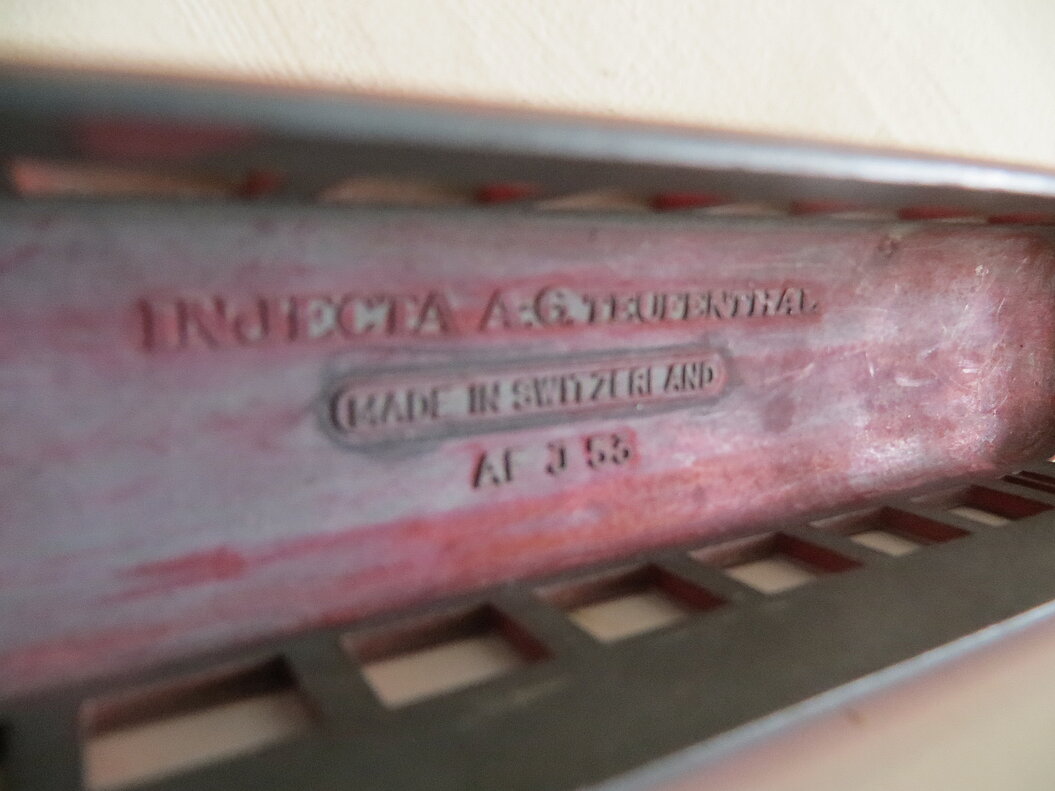 INJECTA A.G. TEUFENTHAL
MADE IN SWITZERLAND
AF J 53